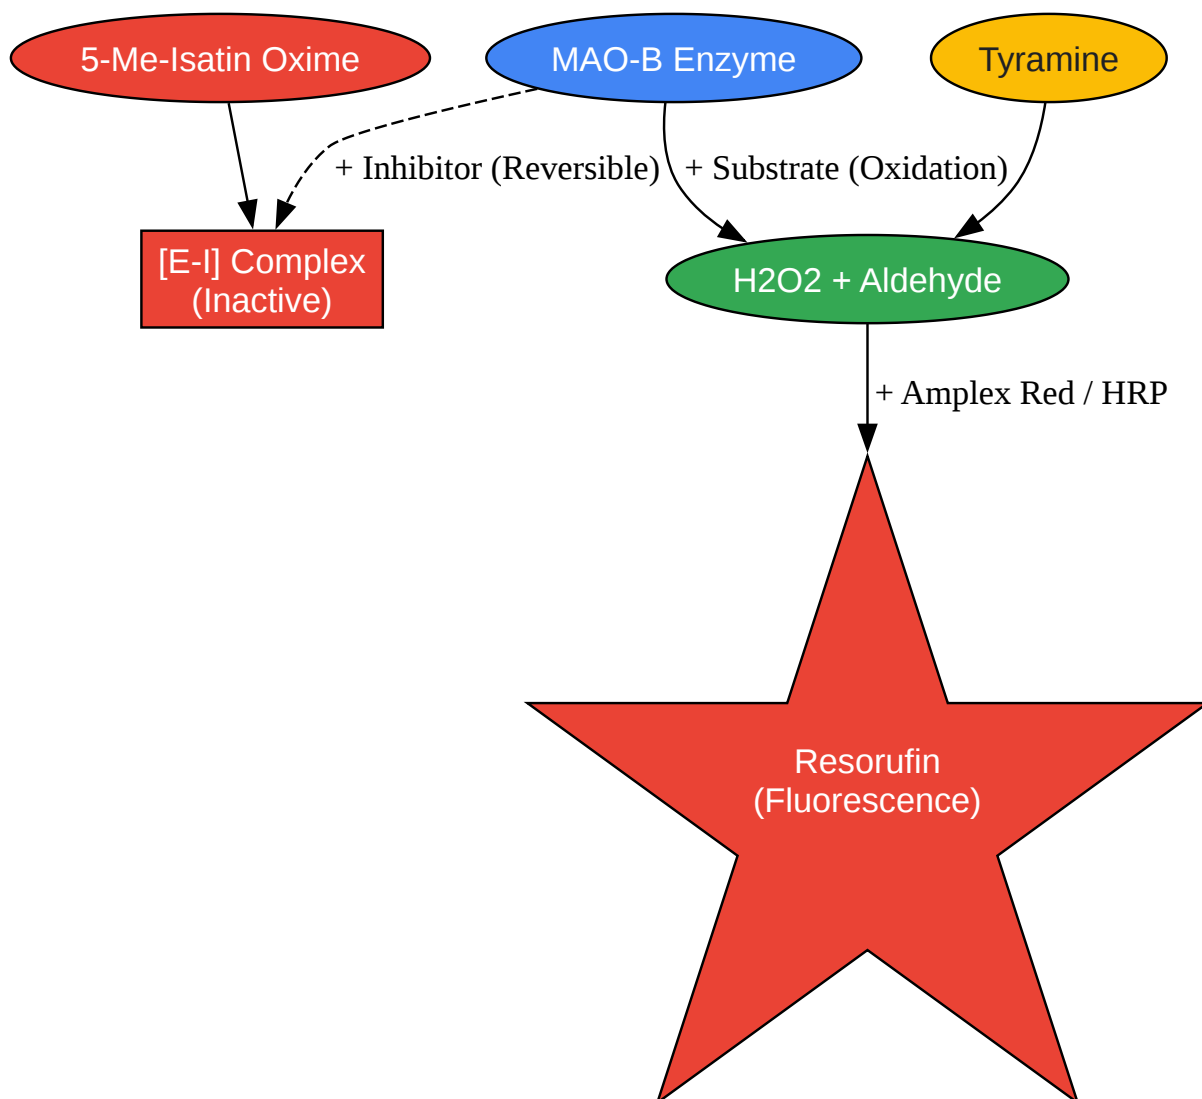 5-Me-Isatin Oxime
MAO-B Enzyme
Tyramine
+ Inhibitor (Reversible)
+ Substrate (Oxidation)
[E-I] Complex
(Inactive)
H2O2 + Aldehyde
+ Amplex Red / HRP
Resorufin
(Fluorescence)